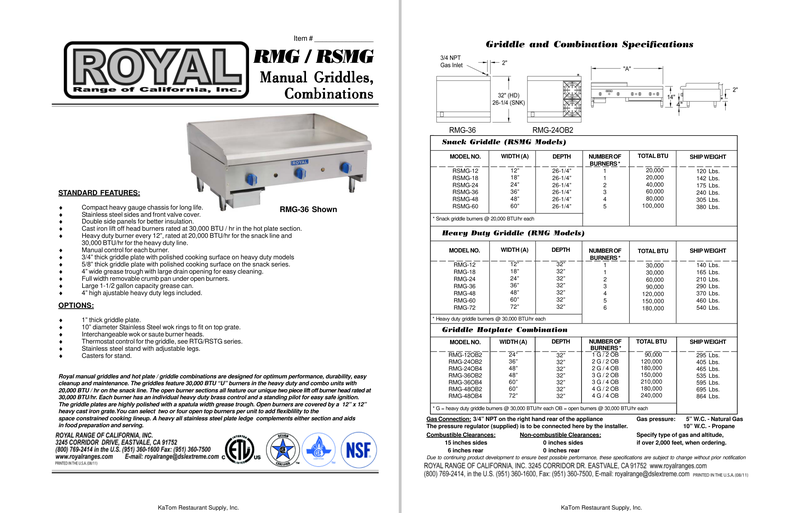 Item # _______________
ROYAL
Range of California, Inc.
RMG / RSMG
Manual Griddles,
Combinations
ROYAL
RMG-36 Shown
STANDARD FEATURES:
♦ Compact heavy gauge chassis for long life.
♦ Stainless steel sides and front valve cover.
♦ Double side panels for better insulation.
♦ Cast iron lift off head burners rated at 30,000 BTU / hr in the hot plate section.
♦ Heavy duty burner every 12", rated at 20,000 BTU/hr for the snack line and
30,000 BTU/hr for the heavy duty line.
♦ Manual control for each burner.
♦ 3/4" thick griddle plate with polished cooking surface on heavy duty models
♦ 5/8" thick griddle plate with polished cooking surface on the snack series.
♦ 4" wide grease trough with large drain opening for easy cleaning.
♦ Full width removable crumb pan under open burners.
♦ Large 1-1/2 gallon capacity grease can.
♦ 4" high ajustable heavy duty legs included.
OPTIONS:
♦ 1" thick griddle plate.
♦ 10" diameter Stainless Steel wok rings to fit on top grate.
♦ Interchangeable wok or saute burner heads.
♦ Thermostat control for the griddle, see RTG/RSTG series.
♦ Stainless steel stand with adjustable legs.
♦ Casters for stand.
Royal manual griddles and hot plate / griddle combinations are designed for optimum performance, durability, easy
cleanup and maintenance. The griddles feature 30,000 BTU "U" burners in the heavy duty and combo units with
20,000 BTU / hr on the snack line. The open burner sections all feature our unique two piece lift off burner head rated at
30,000 BTU/hr. Each burner has an individual heavy duty brass control and a standing pilot for easy safe ignition.
The griddle plates are highly polished with a spatula width grease trough. Open burners are covered by a 12" x 12"
heavy cast iron grate.You can select two or four open top burners per unit to add flexibility to the
space constrained cooking lineup. A heavy all stainless steel plate ledge complements either section and aids
in food preparation and serving.
ROYAL RANGE OF CALIFORNIA, INC.
3245 CORRIDOR DRIVE, EASTVALE, CA 91752
(800) 769-2414 in the U.S. (951) 360-1600 Fax: (951) 360-7500
www.royalranges.com E-mail: royalrange@dslextreme.com
PRINTED IN THE U.S.A. (08/11)
C ETL US
NSF
KaTom Restaurant Supply, Inc.
Griddle and Combination Specifications
3/4 NPT
Gas Inlet
2"
32" (HD)
26-1/4 (SNK)
"A"
14"
4"
2"
RMG-36
RMG-24OB2
Snack Griddle (RSMG Models)
MODEL NO. WIDTH (A) DEPTH NUMBER OF BURNERS* TOTAL BTU SHIP WEIGHT
RSMG-12 12" 26-1/4" 1 20,000 120 Lbs.
RSMG-18 18" 26-1/4" 1 20,000 142 Lbs.
RSMG-24 24" 26-1/4" 2 40,000 175 Lbs.
RSMG-36 36" 26-1/4" 3 60,000 240 Lbs.
RSMG-48 48" 26-1/4" 4 80,000 305 Lbs.
RSMG-60 60" 26-1/4" 5 100,000 380 Lbs.
* Snack griddle burners @ 20,000 BTU/hr each
Heavy Duty Griddle (RMG Models)
MODEL NO. WIDTH (A) DEPTH NUMBER OF BURNERS* TOTAL BTU SHIP WEIGHT
RMG-12 12" 32" 1 30,000 140 Lbs.
RMG-18 18" 32" 1 30,000 165 Lbs.
RMG-24 24" 32" 2 60,000 210 Lbs.
RMG-36 36" 32" 3 90,000 290 Lbs.
RMG-48 48" 32" 4 120,000 370 Lbs.
RMG-60 60" 32" 5 150,000 460 Lbs.
RMG-72 72" 32" 6 180,000 540 Lbs.
* Heavy duty griddle burners @ 30,000 BTU/hr each
Griddle Hotplate Combination
MODEL NO. WIDTH (A) DEPTH NUMBER OF BURNERS* TOTAL BTU SHIP WEIGHT
RMG-12OB2 24" 32" 1 G / 2 OB 90,000 295 Lbs.
RMG-24OB2 36" 32" 2 G / 2 OB 120,000 405 Lbs.
RMG-24OB4 48" 32" 2 G / 4 OB 180,000 465 Lbs.
RMG-36OB2 48" 32" 3 G / 2 OB 150,000 535 Lbs.
RMG-36OB4 60" 32" 3 G / 4 OB 210,000 595 Lbs.
RMG-48OB2 60" 32" 4 G / 2 OB 180,000 695 Lbs.
RMG-48OB4 72" 32" 4 G / 4 OB 240,000 864 Lbs.
* G = heavy duty griddle burners @ 30,000 BTU/hr each OB = open burners @ 30,000 BTU/hr each
Gas Connection: 3/4" NPT on the right hand rear of the appliance Gas pressure: 5" W.C. - Natural Gas
The pressure regulator (supplied) is to be connected here by the installer. 10" W.C. - Propane
Combustible Clearances: Non-combustible Clearances: Specify type of gas and altitude,
15 inches sides 0 inches sides if over 2,000 feet, when ordering.
6 inches rear 0 inches rear
Due to continuing product development to ensure best possible performance, these specifications are subject to change without prior notification
ROYAL RANGE OF CALIFORNIA, INC. 3245 CORRIDOR DR. EASTVALE, CA 91752 www.royalranges.com
(800) 769-2414, in the U.S. (951) 360-1600, Fax: (951) 360-7500, E-mail: royalrange@dslextreme.com PRINTED IN THE U.S.A. (08/11)
KaTom Restaurant Supply, Inc.